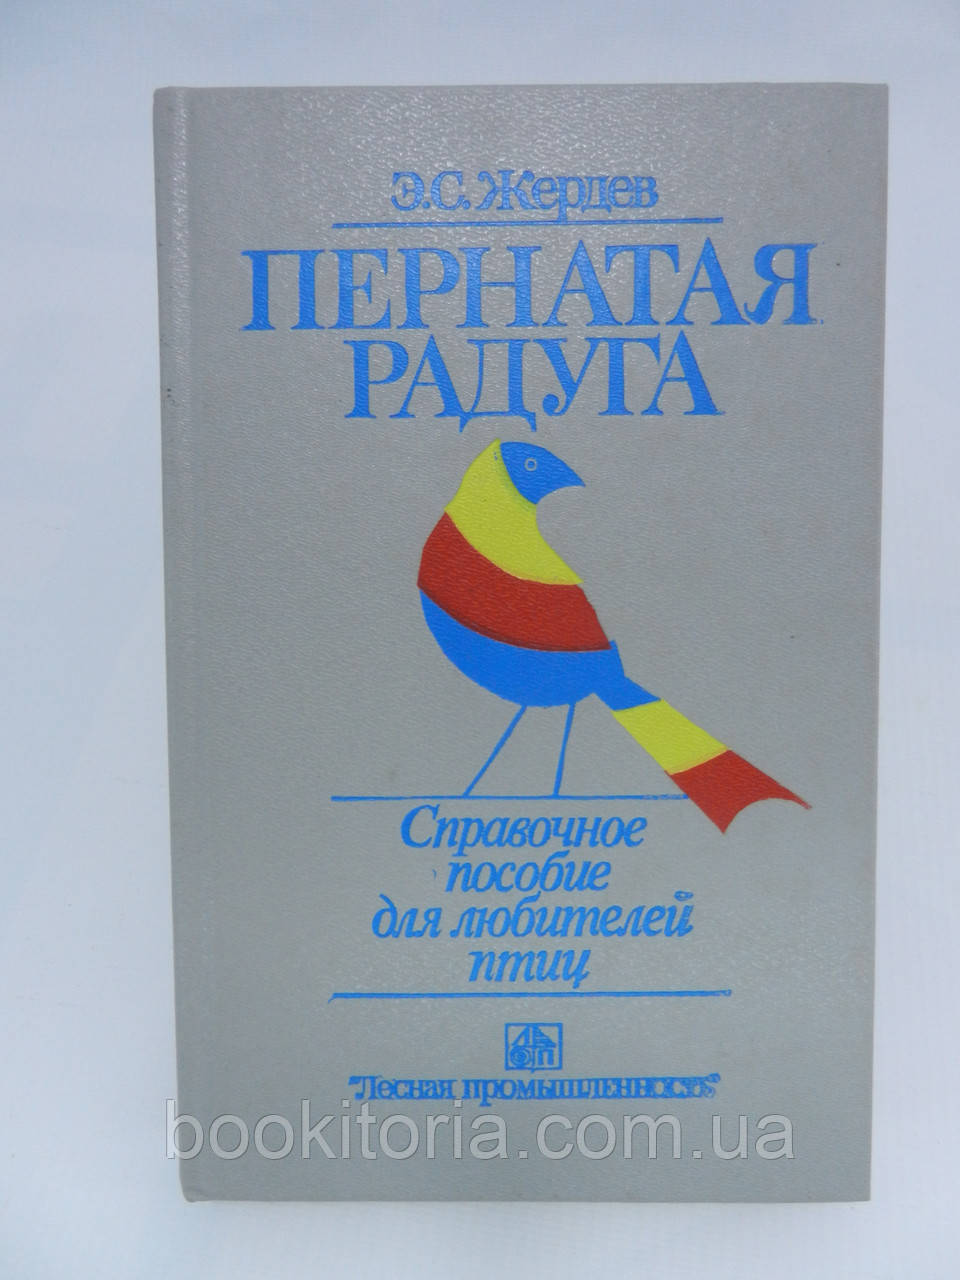 Э.С. Жердев
ПЕРНАТАЯ
РАДУГА
Справочное
пособие
для любителей
птиц
"Лесная промышленность"
bookitoria.com.ua